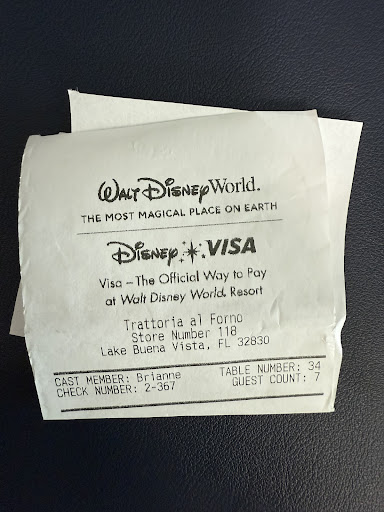 WALT DISNEY World.
THE MOST MAGICAL PLACE ON EARTH
DISNEY VISA
Visa – The Official Way to Pay
at Walt Disney World® Resort
Trattoria al Forno
Store Number 118
Lake Buena Vista, FL 32830
CAST MEMBER: Brianne TABLE NUMBER: 34
CHECK NUMBER: 2-367 GUEST COUNT: 7